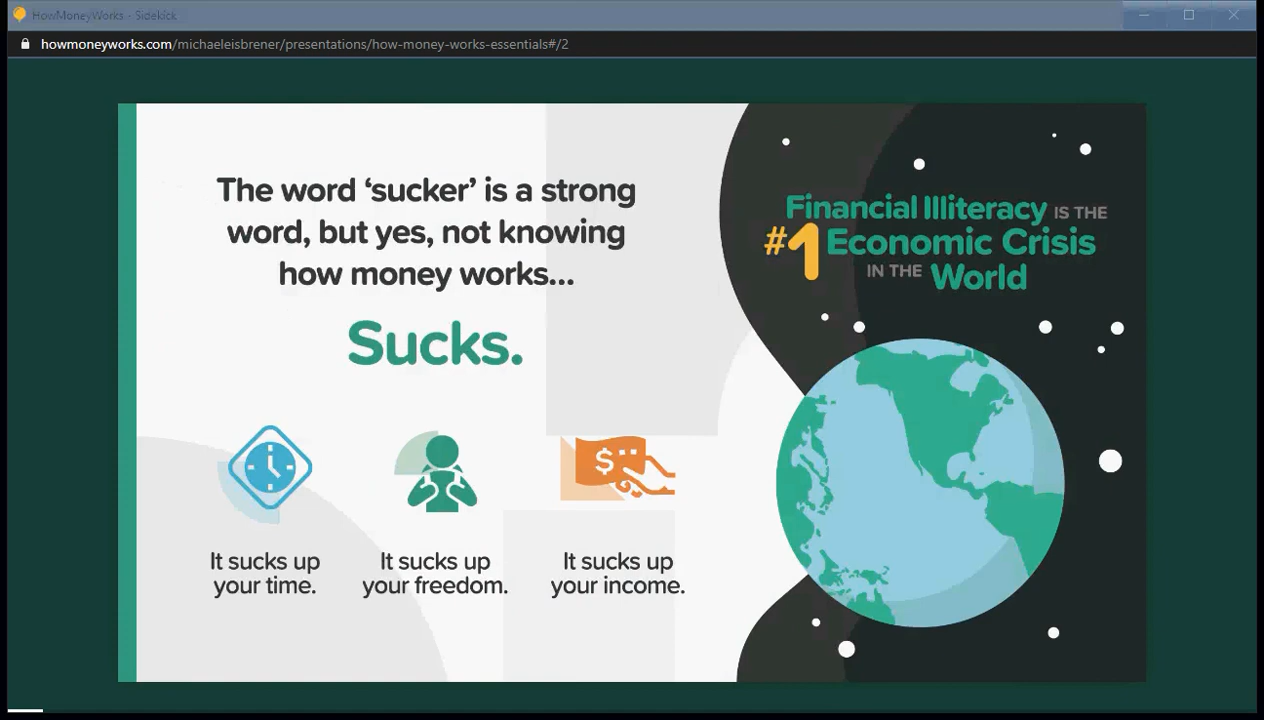 HowMoneyWorks - Sidekick
howmoneyworks.com/michaeleisbrener/presentations/how-money-works-essentials#/2
The word ‘sucker’ is a strong
word, but yes, not knowing
how money works...
Sucks.
It sucks up
your time.
It sucks up
your freedom.
$
It sucks up
your income.
Financial Illiteracy IS THE
#1 Economic Crisis
IN THE World